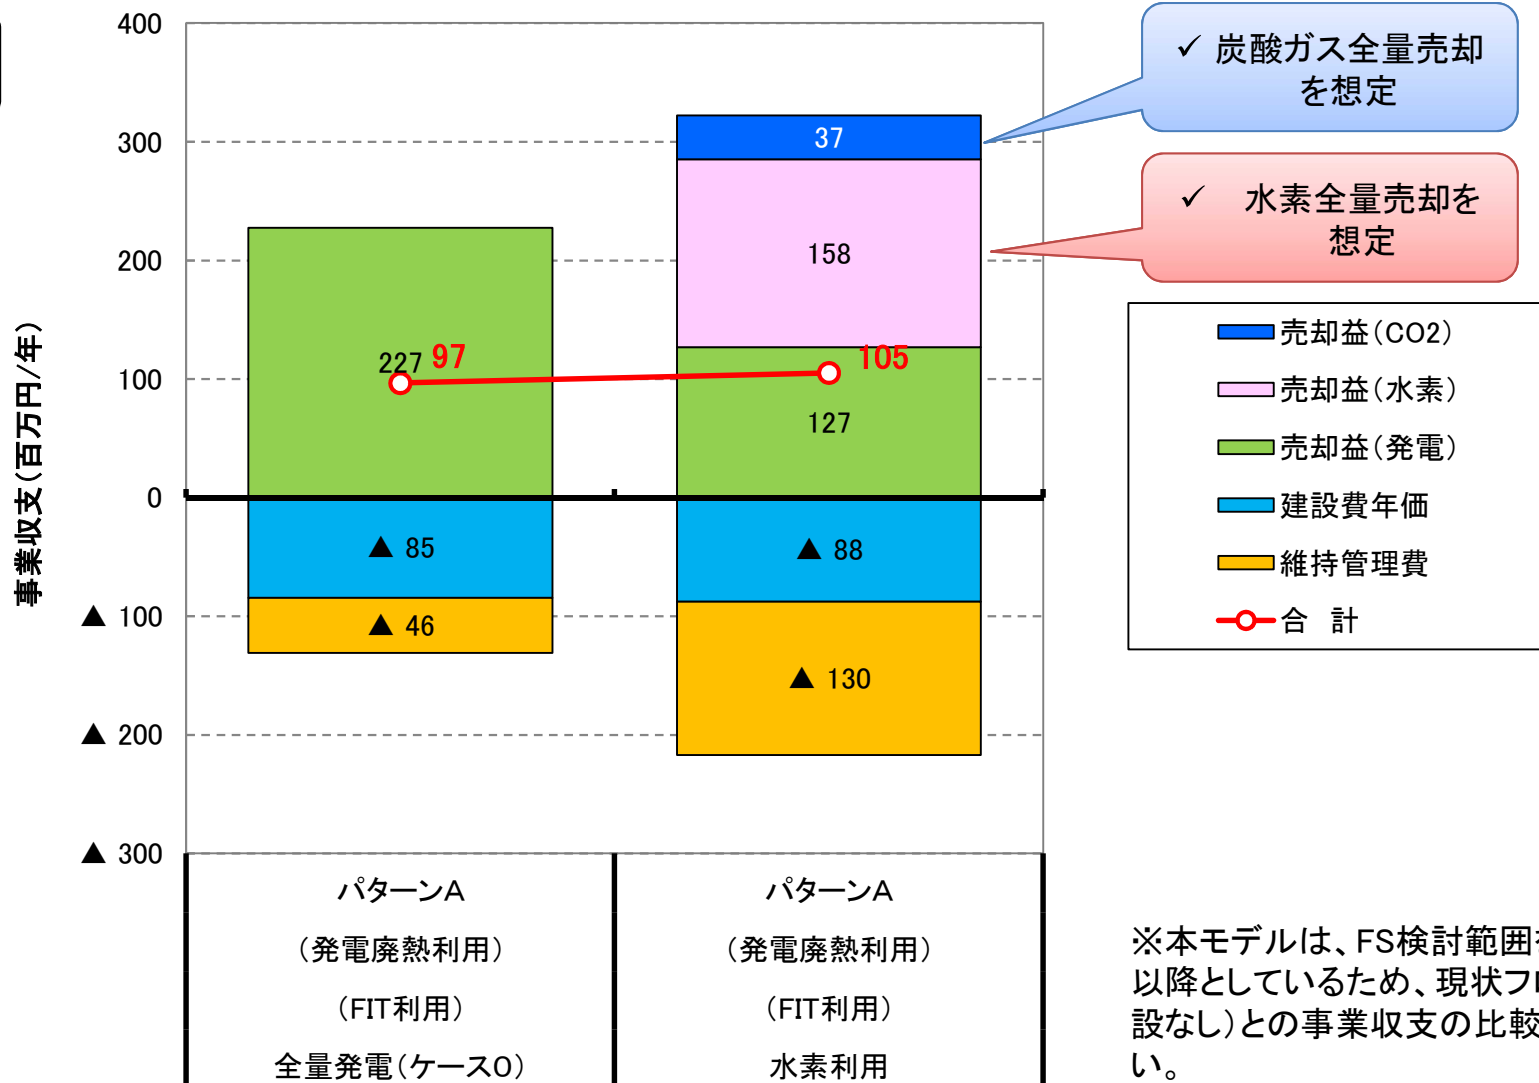 400
300
200
100
0
▲ 100
▲ 200
▲ 300
事業収支(百万円/年)
227
97
▲ 85
▲ 46
37
158
105
127
▲ 88
▲ 130
✓ 炭酸ガス全量売却
を想定
✓ 水素全量売却を
想定
売却益(CO2)
売却益(水素)
売却益(発電)
建設費年価
維持管理費
合 計
パターンA
(発電廃熱利用)
(FIT利用)
全量発電(ケース0)
パターンA
(発電廃熱利用)
(FIT利用)
水素利用
※本モデルは、FS検討範囲
以降としているため、現状フ
設なし)との事業収支の比較
い。